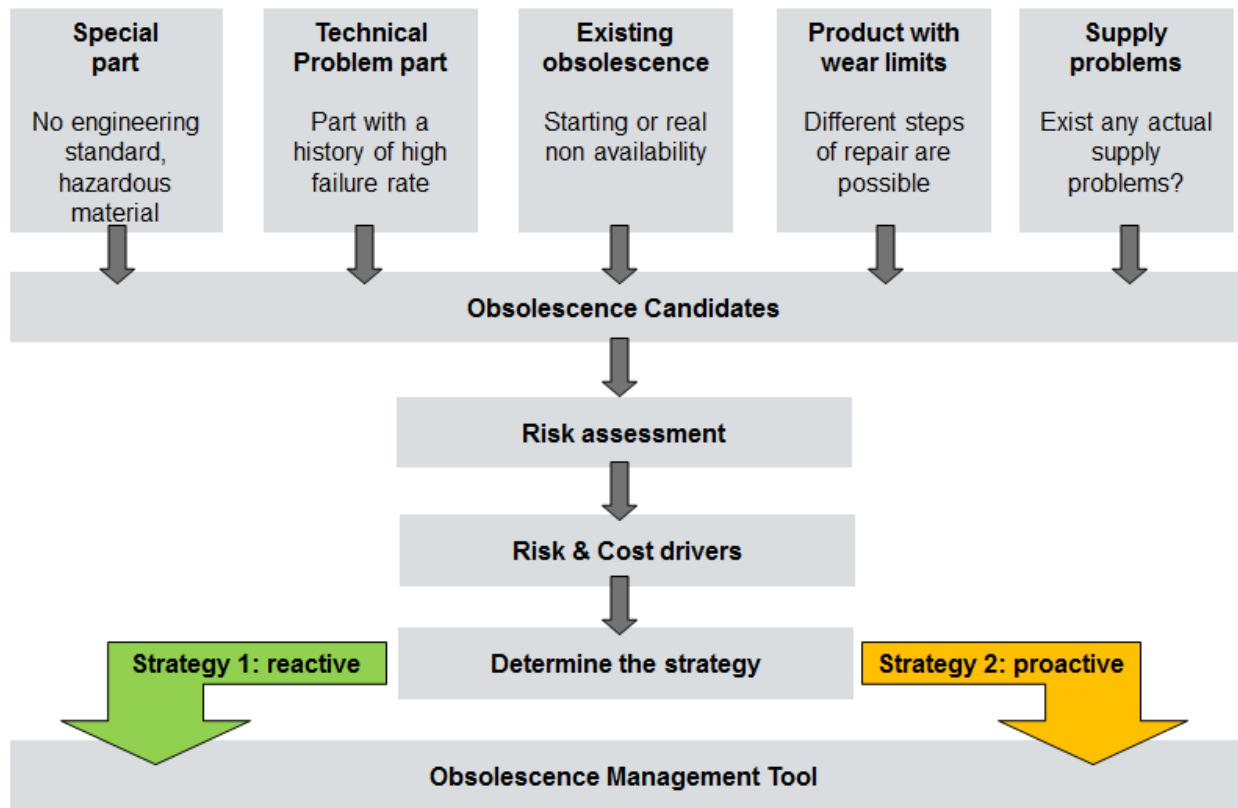 Special
part
No engineering
standard,
hazardous
material
Technical
Problem part
Part with a
history of high
failure rate
Existing
obsolescence
Starting or real
non availability
Product with
wear limits
Different steps
of repair are
possible
Supply
problems
Exist any actual
supply
problems?
Obsolescence Candidates
Risk assessment
Risk & Cost drivers
Strategy 1: reactive
Determine the strategy
Strategy 2: proactive
Obsolescence Management Tool